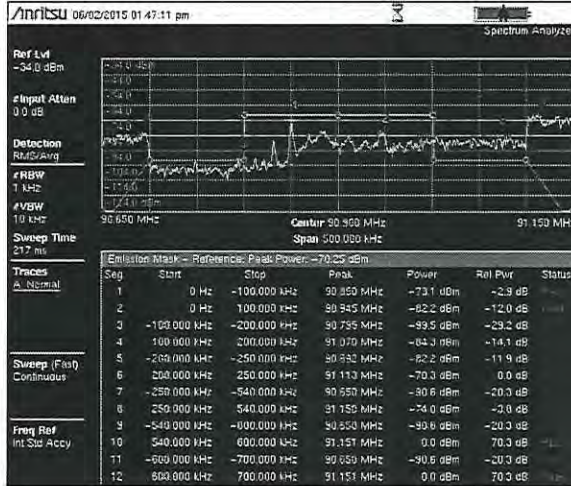 Anritsu 06/02/2015 01:47:11 pm
Spectrum Analyzer
Ref Lvl
-34.0 dBm
-34.0 dBm
#Input Atten
0.0 dB
Detection
RMS/Avg
#RBW
1 kHz
#VBW
10 kHz
-104.0
-114.0
-124.0 dBm
90.650 MHz
Center 90.900 MHz
91.150 MHz
Span 500.000 kHz
Sweep Time
217 ms
Traces
A: Normal
Sweep (Fast)
Continuous
Freq Ref
Int Std Accy
Emission Mask - Reference: Peak Power: -70.25 dBm
Seg Start Stop Peak Power Rel Pwr Status
1 0 Hz -100.000 kHz 90.850 MHz -73.1 dBm -2.9 dB
2 0 Hz 100.000 kHz 90.945 MHz -82.2 dBm -12.0 dB
3 -100.000 kHz -200.000 kHz 90.795 MHz -99.5 dBm -29.2 dB
4 100.000 kHz 200.000 kHz 91.070 MHz -84.3 dBm -14.1 dB
5 -200.000 kHz -250.000 kHz 90.692 MHz -82.2 dBm -11.9 dB
6 200.000 kHz 250.000 kHz 91.113 MHz -70.3 dBm 0.0 dB
7 -250.000 kHz -540.000 kHz 90.650 MHz -90.6 dBm -20.3 dB
8 250.000 kHz 540.000 kHz 91.150 MHz -74.0 dBm -3.8 dB
9 -540.000 kHz -600.000 kHz 90.650 MHz -90.6 dBm -20.3 dB
10 540.000 kHz 600.000 kHz 91.151 MHz 0.0 dBm 70.3 dB
11 -600.000 kHz -700.000 kHz 90.650 MHz -90.6 dBm -20.3 dB
12 600.000 kHz 700.000 kHz 91.151 MHz 0.0 dBm 70.3 dB